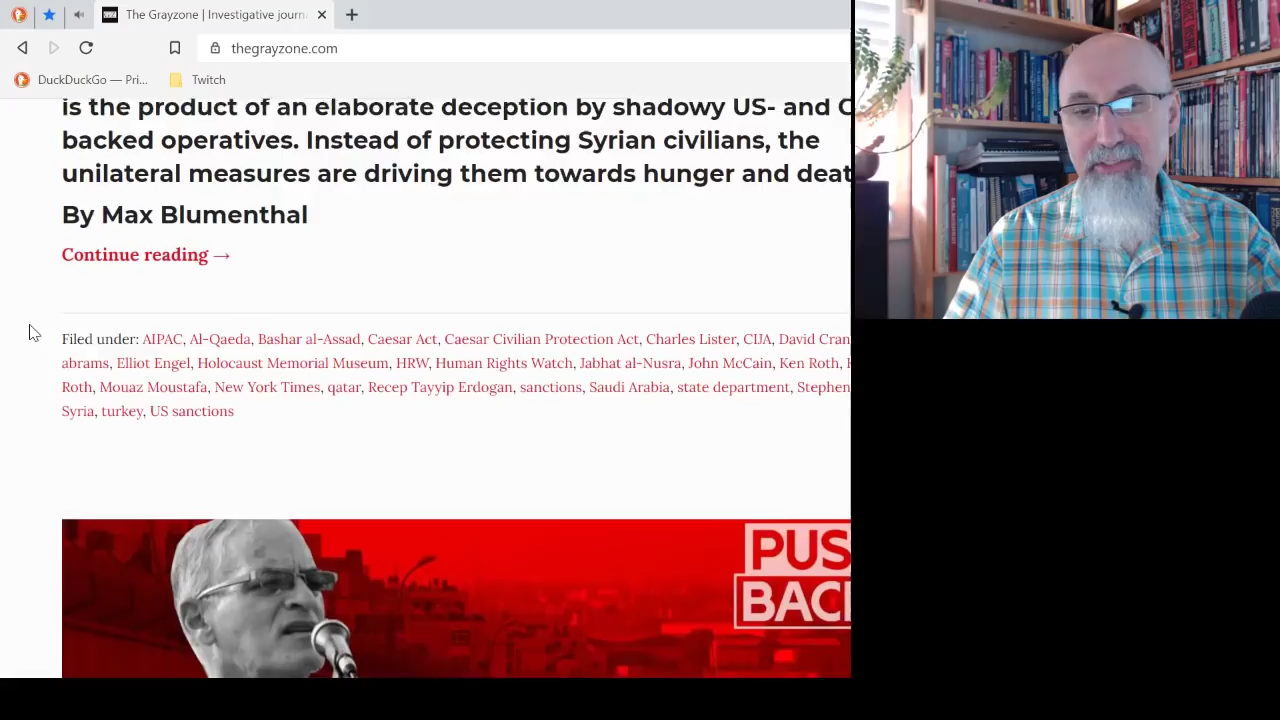 The Grayzone | Investigative journ
thegrayzone.com
DuckDuckGo — Pri...
Twitch
is the product of an elaborate deception by shadowy US- and
backed operatives. Instead of protecting Syrian civilians, the
unilateral measures are driving them towards hunger and deat
By Max Blumenthal
Continue reading →
Filed under: AIPAC, Al-Qaeda, Bashar al-Assad, Caesar Act, Caesar Civilian Protection Act, Charles Lister, CIJA, David Cran
abrams, Elliot Engel, Holocaust Memorial Museum, HRW, Human Rights Watch, Jabhat al-Nusra, John McCain, Ken Roth,
Roth, Mouaz Moustafa, New York Times, qatar, Recep Tayyip Erdogan, sanctions, Saudi Arabia, state department, Stephen
Syria, turkey, US sanctions
PUS
BAC